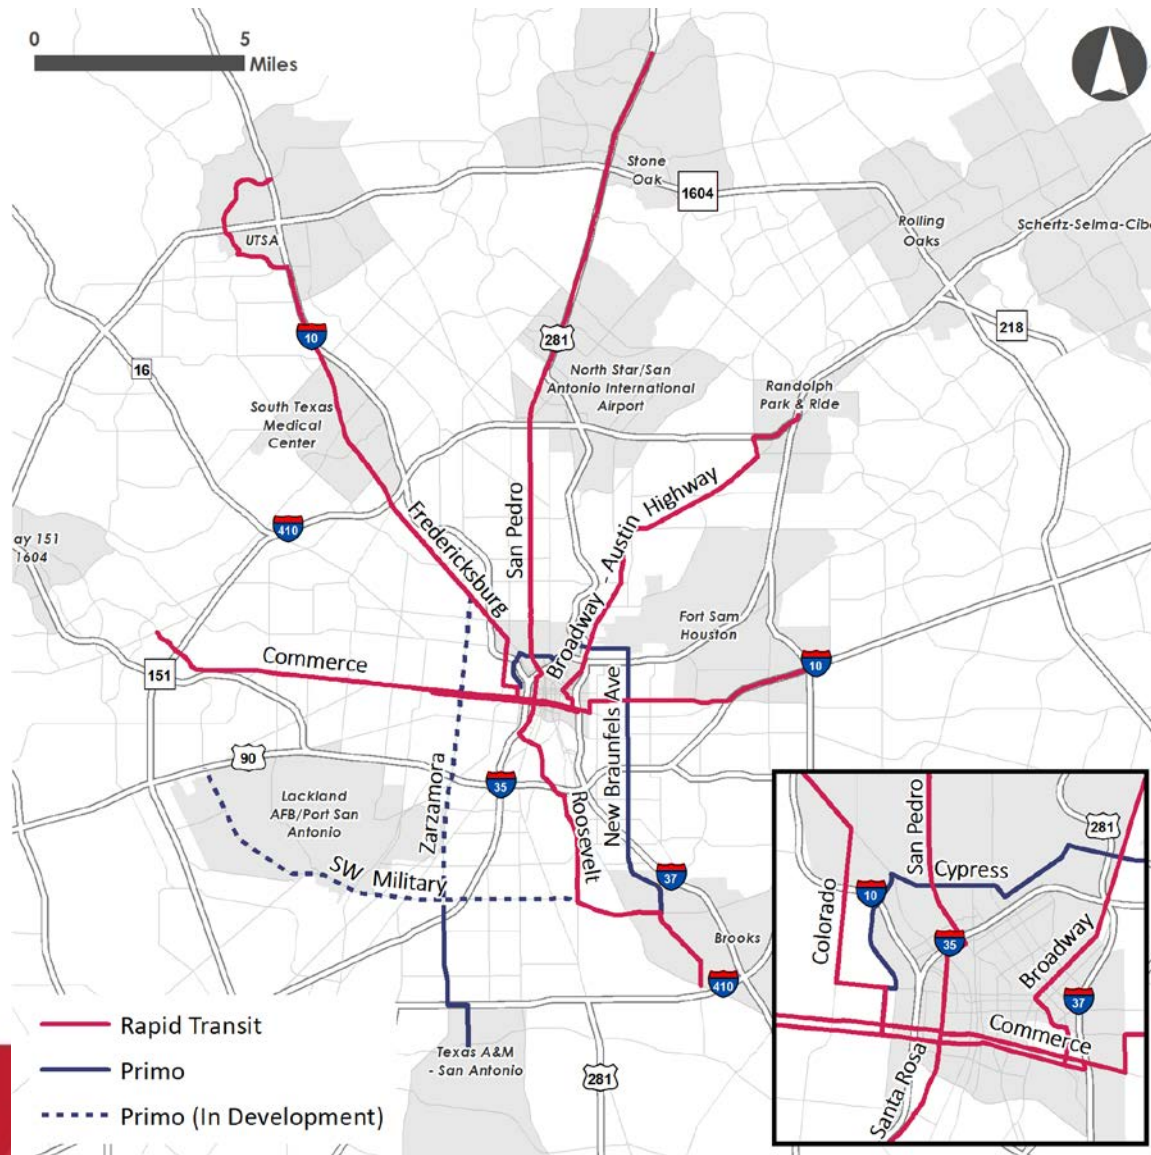 0 5
Miles
Stone
Oak
1604
Rolling
Oaks
Schertz-Selma-Cibo
UTSA
10
281
218
16
North Star/San
Antonio International
Airport
Randolph
Park & Ride
South Texas
Medical
Center
410
ay 151
1604
Fredericksburg
San Pedro
Broadway - Austin Highway
Fort Sam
Houston
Commerce
151
10
New Braunfels Ave
90
35
Zarzamora
Lackland
AFB/Port San
Antonio
Roosevelt
SW Military
37
Brooks
410
Texas A&M
- San Antonio
281
San Pedro
281
Cypress
10
Colorado
35
Broadway
37
Commerce
Santa Rosa
Rapid Transit
Primo
Primo (In Development)